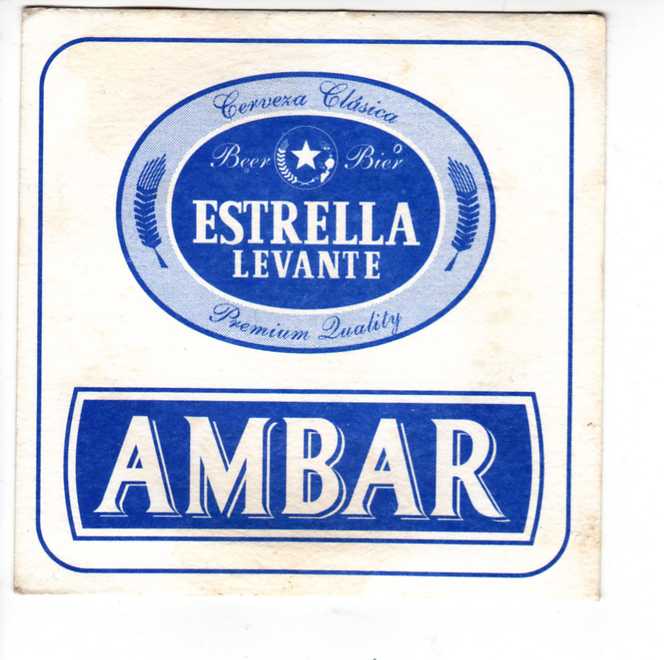 Cerveza Clásica
Beer Bier
ESTRELLA
LEVANTE
Premium Quality
AMBAR